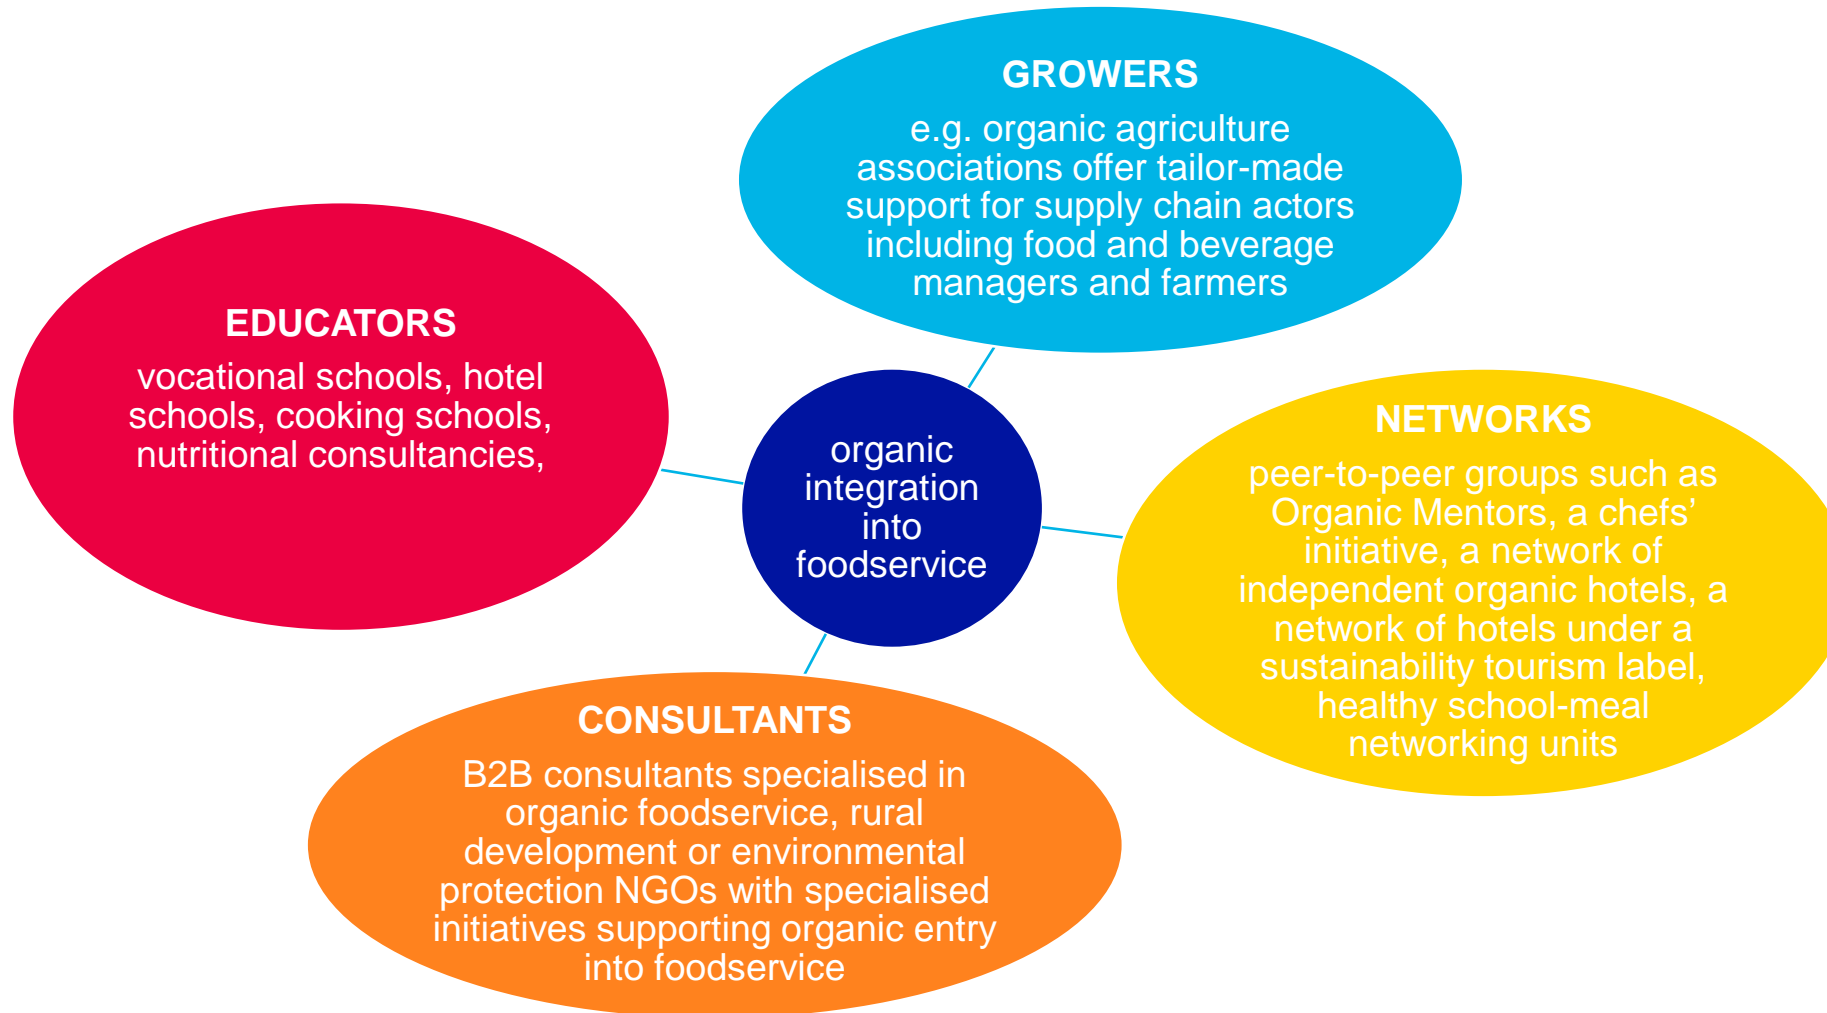 GROWERS
e.g. organic agriculture
associations offer tailor-made
support for supply chain actors
including food and beverage
managers and farmers
EDUCATORS
vocational schools, hotel
schools, cooking schools,
nutritional consultancies,
organic
integration
into
foodservice
NETWORKS
peer-to-peer groups such as
Organic Mentors, a chefs’
initiative, a network of
independent organic hotels, a
network of hotels under a
sustainability tourism label,
healthy school-meal
networking units
CONSULTANTS
B2B consultants specialised in
organic foodservice, rural
development or environmental
protection NGOs with specialised
initiatives supporting organic entry
into foodservice